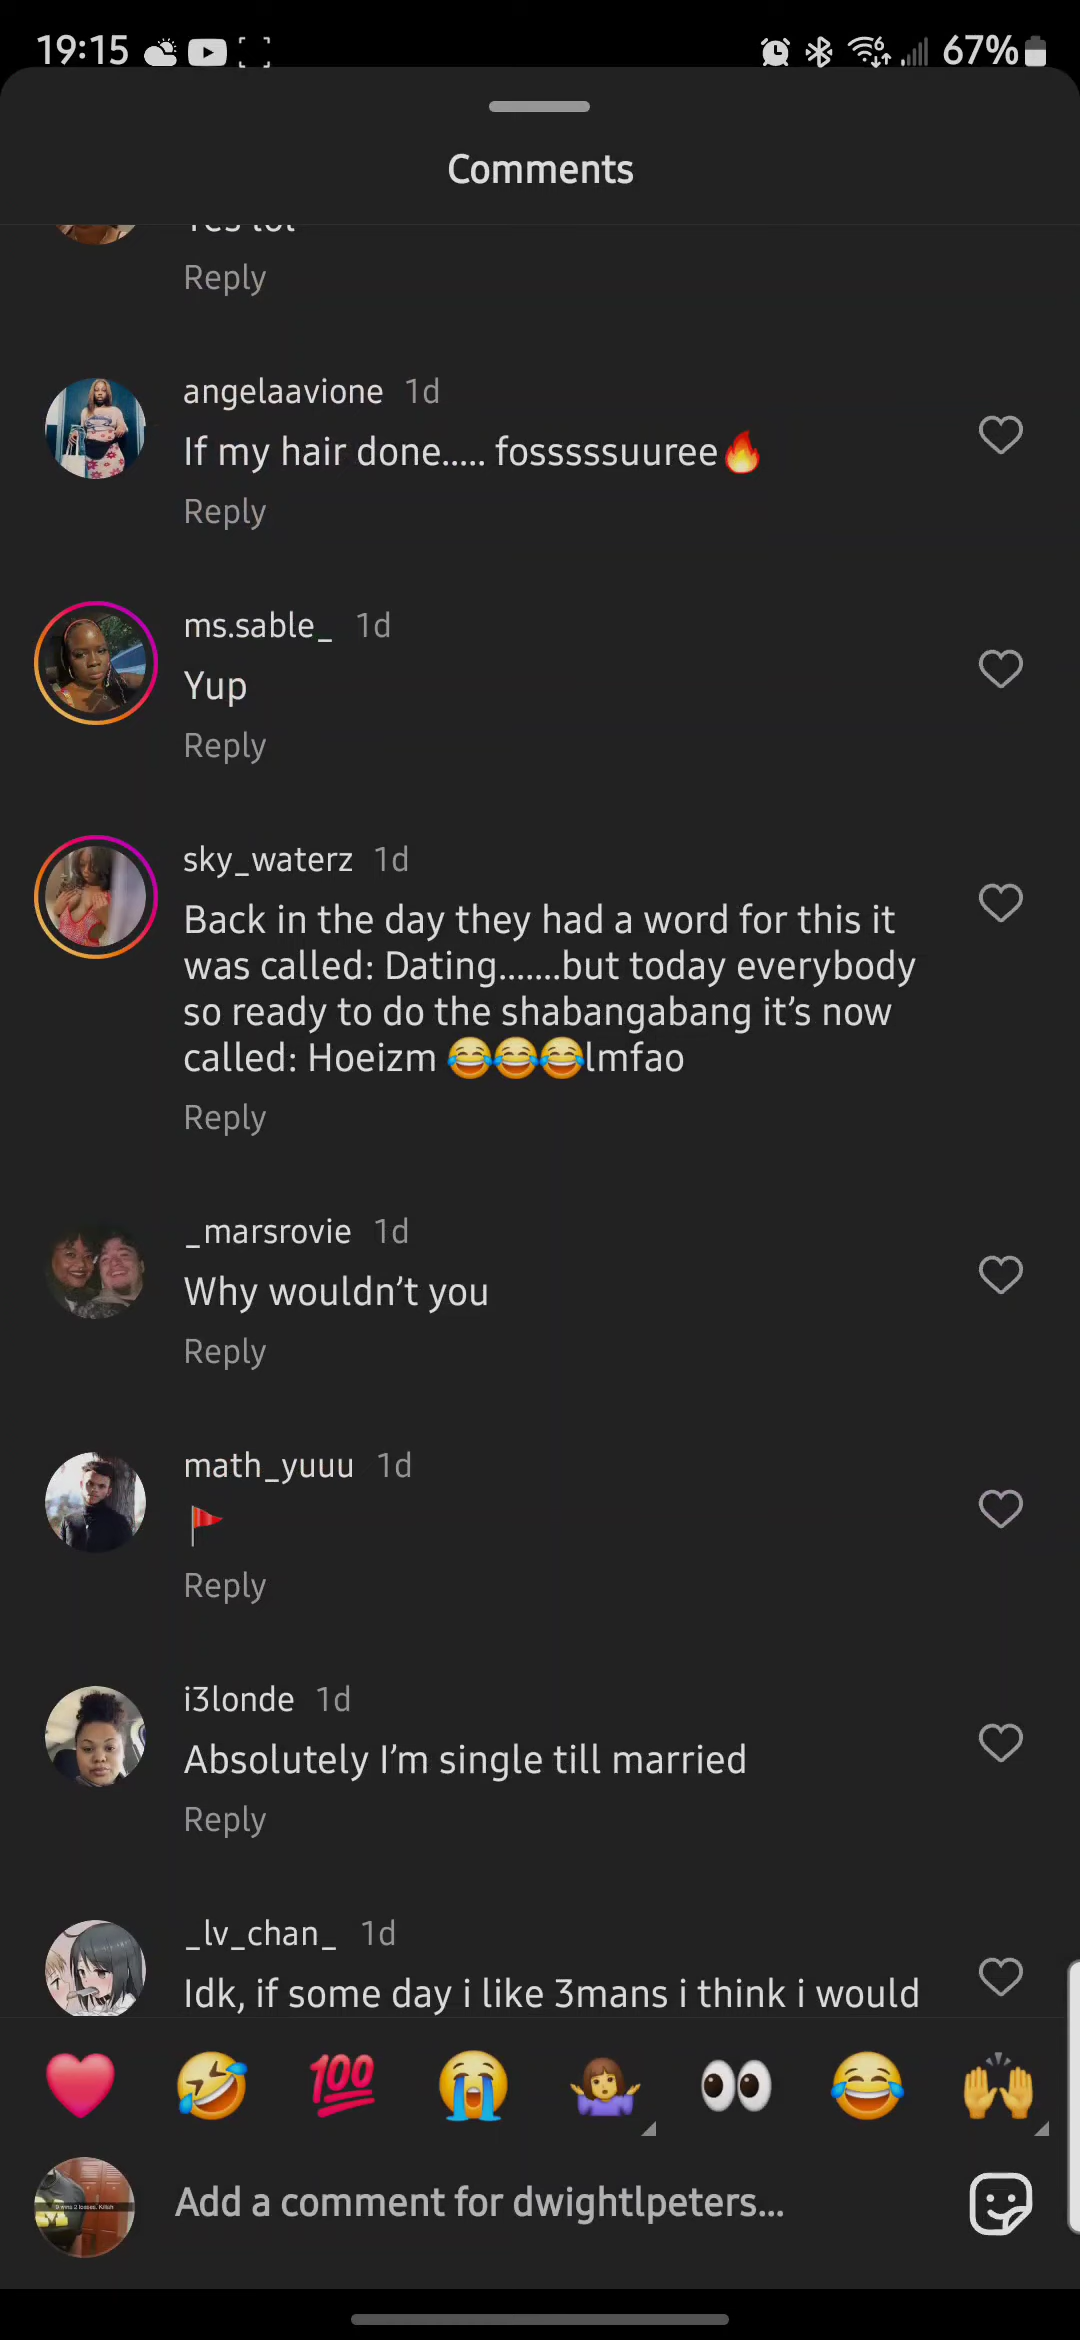 19:15
67%
Comments
Yes lol
Reply
angelaavione 1d
If my hair done..... fosssssuuree🔥
Reply
ms.sable_ 1d
Yup
Reply
sky_waterz 1d
Back in the day they had a word for this it
was called: Dating.......but today everybody
so ready to do the shabangabang it’s now
called: Hoeizm 😂😂😂lmfao
Reply
_marsrovie 1d
Why wouldn’t you
Reply
math_yuuu 1d
🚩
Reply
i3londe 1d
Absolutely I’m single till married
Reply
_lv_chan_ 1d
Idk, if some day i like 3mans i think i would
Add a comment for dwightlpeters...